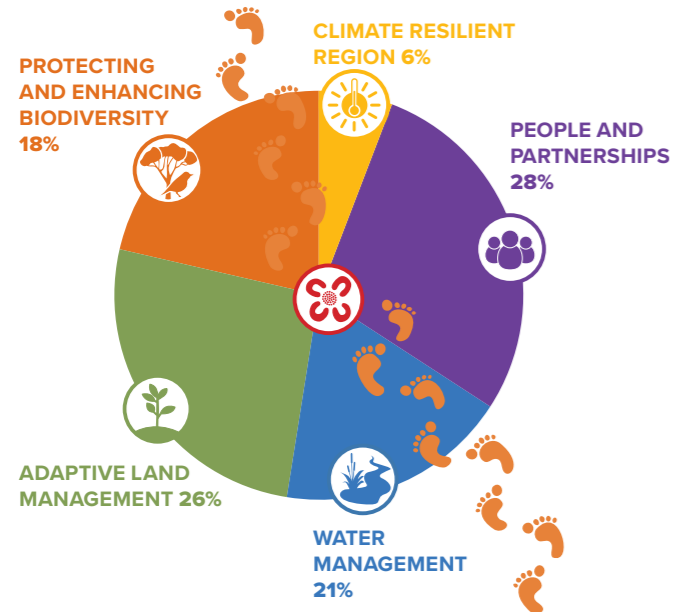 CLIMATE RESILIENT
REGION 6%
PROTECTING
AND ENHANCING
BIODIVERSITY
18%
PEOPLE AND
PARTNERSHIPS
28%
ADAPTIVE LAND
MANAGEMENT 26%
WATER
MANAGEMENT
21%